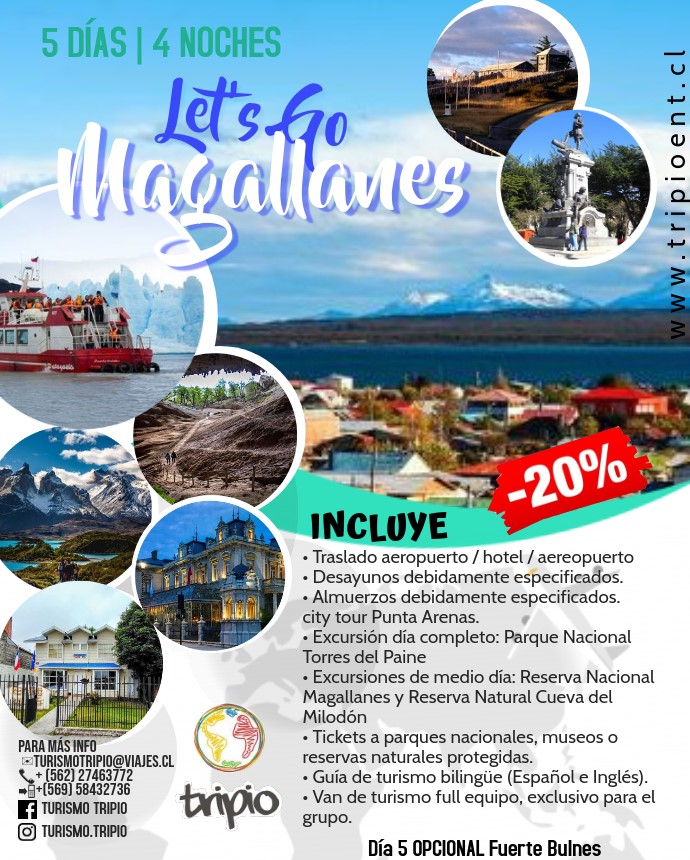 5 DÍAS | 4 NOCHES
Let's Go
Magallanes
www.tripioent.cl
-20%
INCLUYE
• Traslado aeropuerto / hotel / aereopuerto
• Desayunos debidamente especificados.
• Almuerzos debidamente especificados.
city tour Punta Arenas.
• Excursión día completo: Parque Nacional
Torres del Paine
• Excursiones de medio día: Reserva Nacional
Magallanes y Reserva Natural Cueva del
Milodón
• Tickets a parques nacionales, museos o
reservas naturales protegidas.
• Guía de turismo bilingüe (Español e Inglés).
• Van de turismo full equipo, exclusivo para el
grupo.
Día 5 OPCIONAL Fuerte Bulnes
PARA MÁS INFO
TURISMOTRIPIO@VIAJES.CL
+ (562) 27463772
+(569) 58432736
TURISMO TRIPIO
TURISMO.TRIPIO
tripio